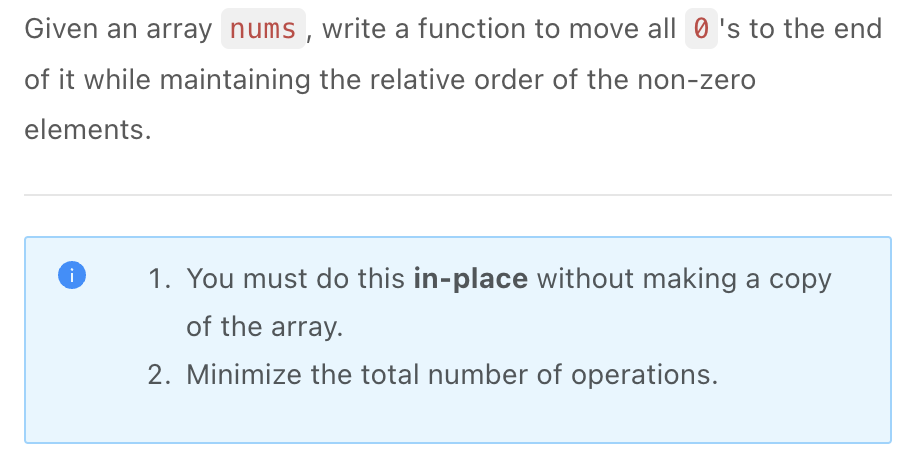 Given an array nums, write a function to move all 0's to the end
of it while maintaining the relative order of the non-zero
elements.
1. You must do this in-place without making a copy
of the array.
2. Minimize the total number of operations.